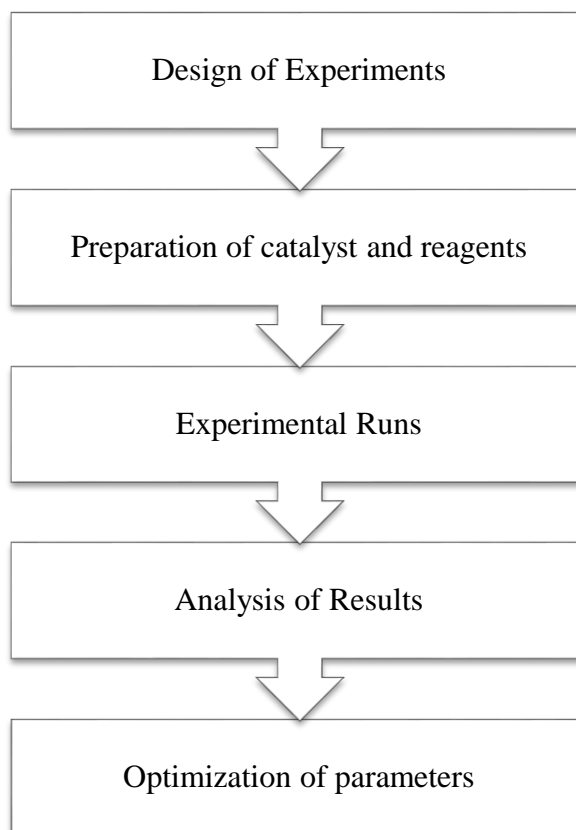 Design of Experiments
Preparation of catalyst and reagents
Experimental Runs
Analysis of Results
Optimization of parameters